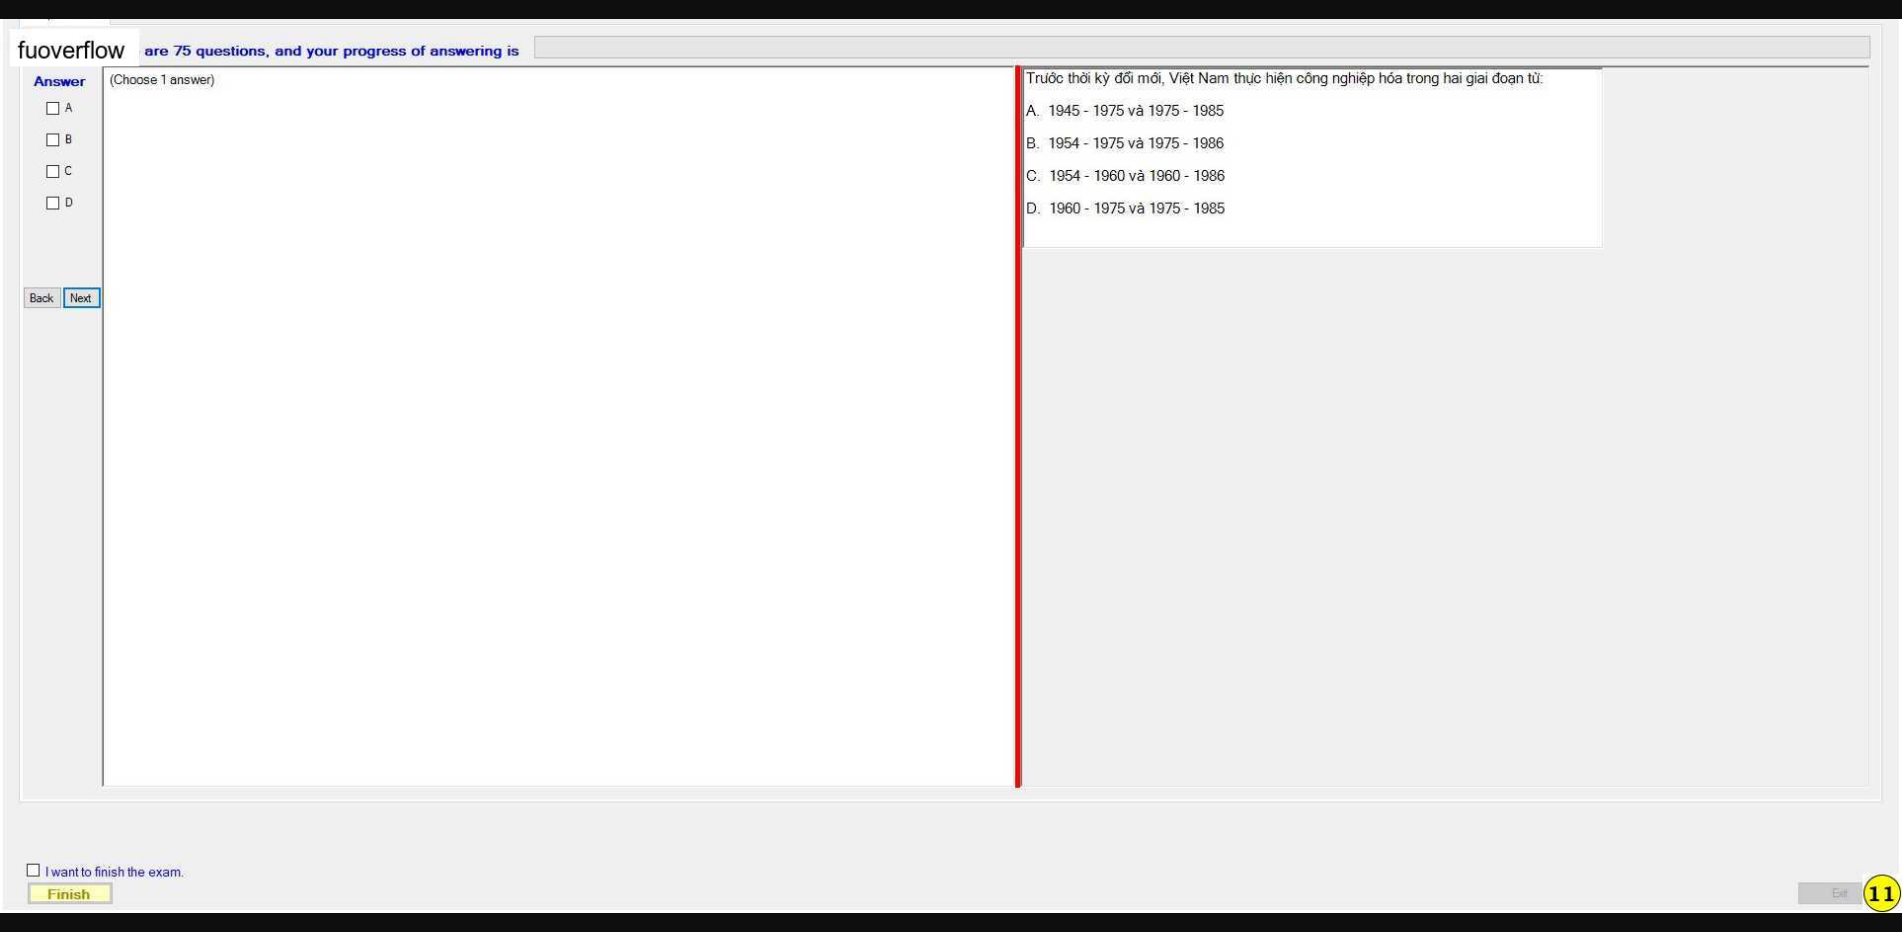 fuoverflow are 75 questions, and your progress of answering is
Answer
(Choose 1 answer)
A
B
C
D
Back Next
Trước thời kỳ đổi mới, Việt Nam thực hiện công nghiệp hóa trong hai giai đoạn từ:
A. 1945 - 1975 và 1975 - 1985
B. 1954 - 1975 và 1975 - 1986
C. 1954 - 1960 và 1960 - 1986
D. 1960 - 1975 và 1975 - 1985
I want to finish the exam.
Finish
Exit
11